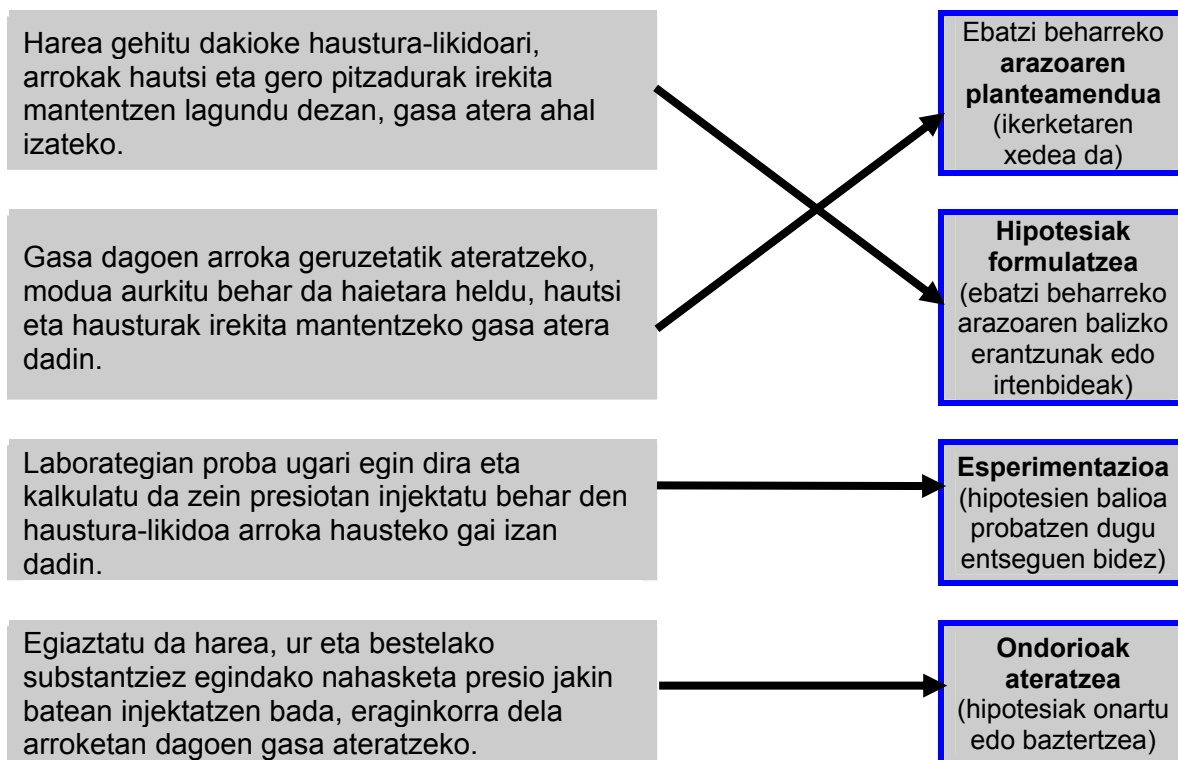 Harea gehitu dakioke haustura-likidoari,
arrokak hautsi eta gero pitzadurak irekita
mantentzen lagundu dezan, gasa atera ahal
izateko.
Ebatzi beharreko
arazoaren
planteamendua
(ikerketaren
xedea da)
Gasa dagoen arroka geruzetatik ateratzeko,
modua aurkitu behar da haietara heldu, hautsi
eta hausturak irekita mantentzeko gasa atera
dadin.
Hipotesiak
formulatzea
(ebatzi beharreko
arazoaren balizko
erantzunak edo
irtenbideak)
Laborategian proba ugari egin dira eta
kalkulatu da zein presiotan injektatu behar den
haustura-likidoa arroka hausteko gai izan
dadin.
Esperimentazioa
(hipotesien balioa
probatzen dugu
entseguen bidez)
Egiaztatu da harea, ur eta bestelako
substantziez egindako nahasketa presio jakin
batean injektatzen bada, eraginkorra dela
arroketan dagoen gasa ateratzeko.
Ondorioak
ateratzea
(hipotesiak onartu
edo baztertzea)